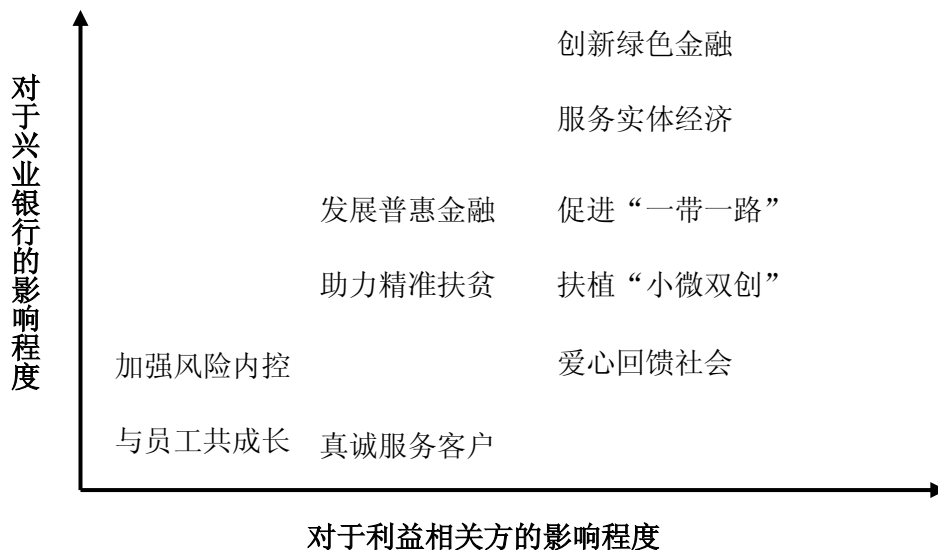 对于兴业银行的影响程度
创新绿色金融
服务实体经济
发展普惠金融 促进“一带一路”
助力精准扶贫 扶植“小微双创”
加强风险内控 爱心回馈社会
与员工共成长 真诚服务客户
对于利益相关方的影响程度